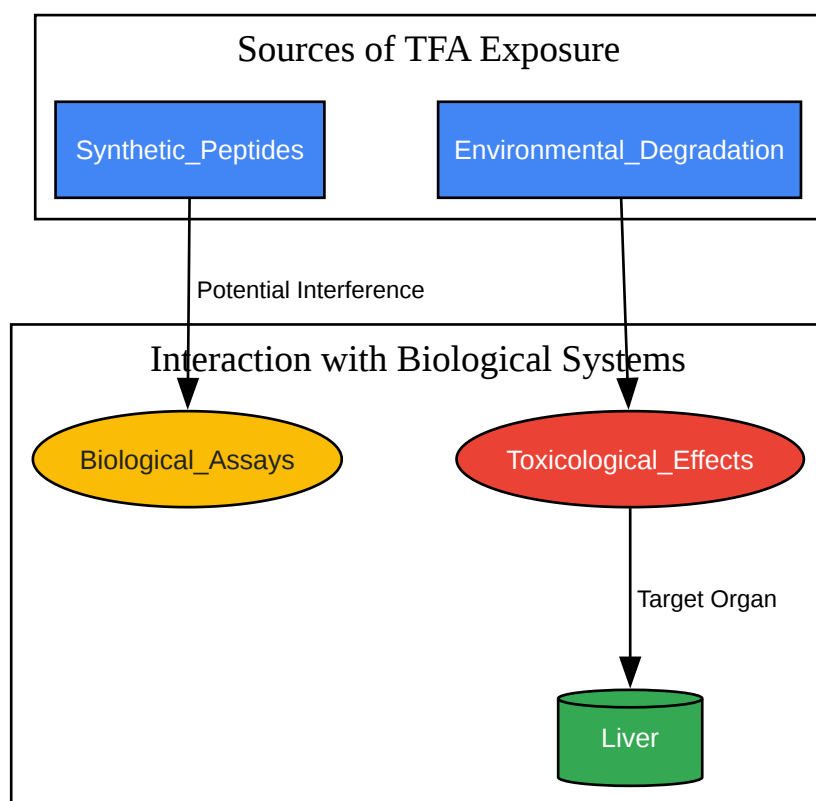 Sources of TFA Exposure
Synthetic_Peptides
Environmental_Degradation
Potential Interference
Interaction with Biological Systems
Biological_Assays
Toxicological_Effects
Target Organ
Liver